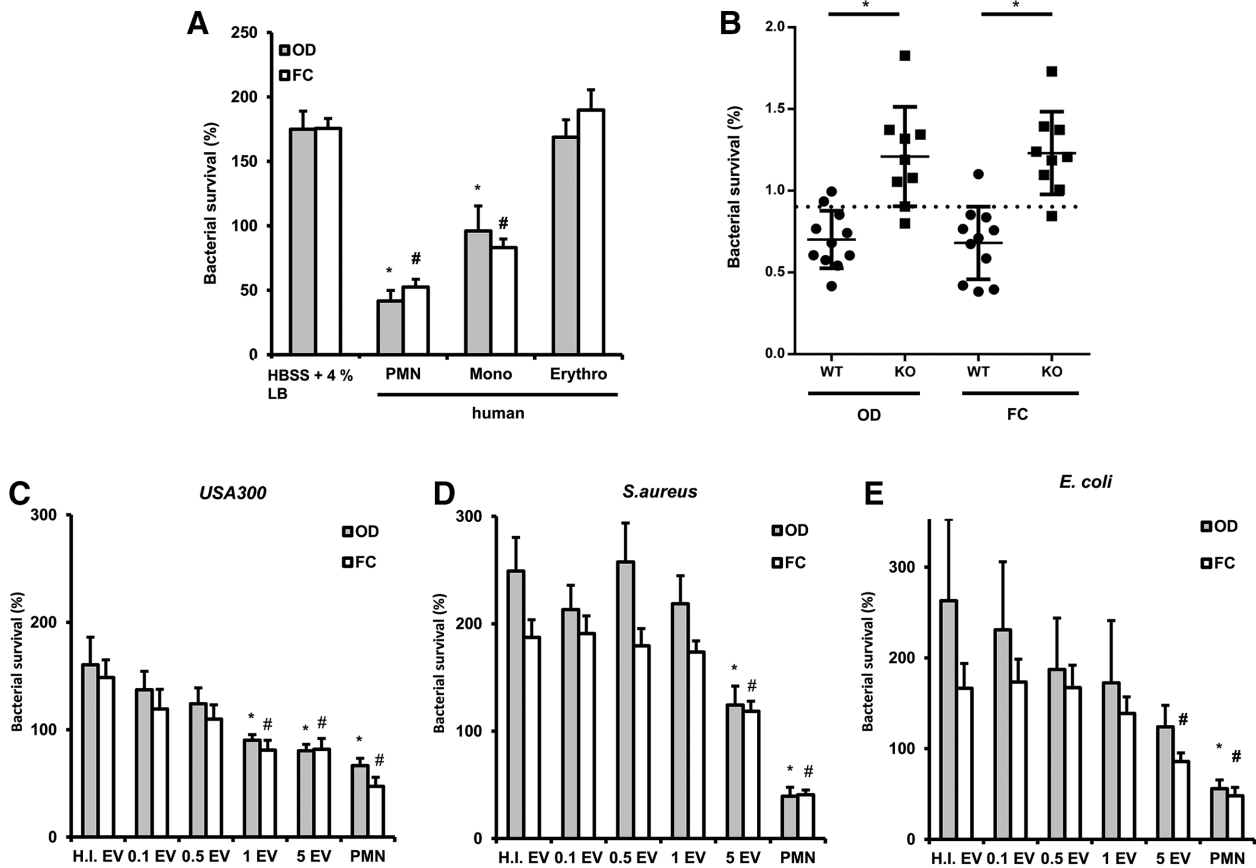 A
250
200
150
100
50
0
Bacterial survival (%)
OD
FC
*
#
*
#
HBSS + 4 %
LB
PMN
Mono
Erythro
human
B
*
*
2.0
1.5
1.0
0.5
0.0
Bacterial survival (%)
WT
KO
WT
KO
OD
FC
C
USA300
300
200
100
0
Bacterial survival (%)
OD
FC
*
#
*
#
*
#
H.I. EV
0.1 EV
0.5 EV
1 EV
5 EV
PMN
D
S.aureus
300
200
100
0
Bacterial survival (%)
OD
FC
*
#
*
#
H.I. EV
0.1 EV
0.5 EV
1 EV
5 EV
PMN
E
E. coli
300
200
100
0
Bacterial survival (%)
OD
FC
#
*
#
H.I. EV
0.1 EV
0.5 EV
1 EV
5 EV
PMN